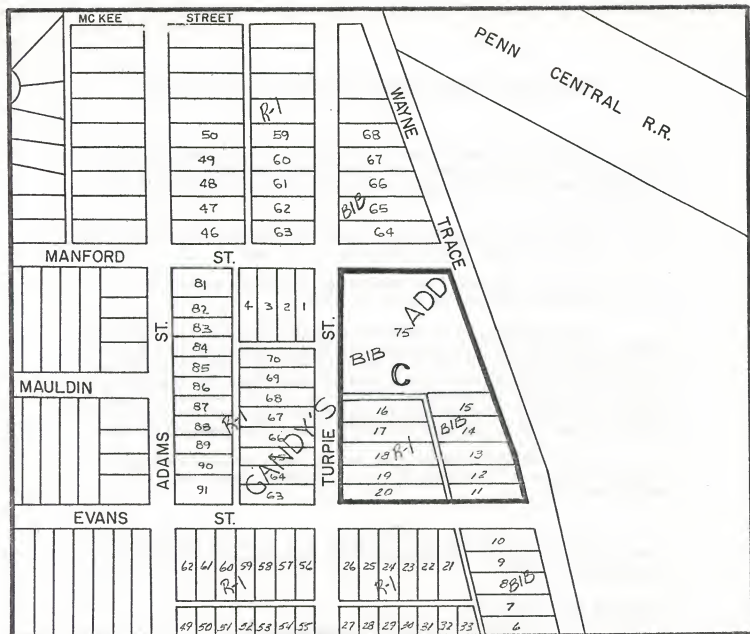 MC KEE STREET
PENN CENTRAL R.R.
WAYNE TRACE
R-1
50 59 68
49 60 67
48 61 66
47 62 B1B 65
46 63 64
MANFORD ST.
81
82
83
84
85
86
87
88
89
90
91
4 3 2 1
70
69
68
67
66
64
63
R-1
GANDY'S ADD
ADAMS ST.
TURPIE ST.
75
B1B
C
16 15
17 B1B 14
18 R-1 13
19 12
20 11
MAULDIN
EVANS ST.
62 61 60 59 58 57 56
R-1
26 25 24 23 22 21
R-1
10
9
8 B1B
7
6
49 50 51 52 53 54 55
27 28 29 30 31 32 33